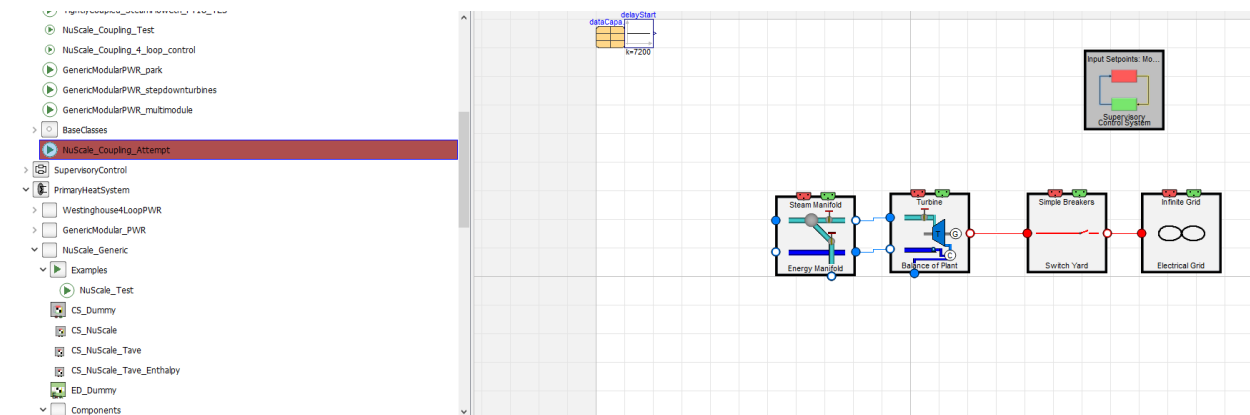 NuScale_Coupling_Test
NuScale_Coupling_4_loop_control
GenericModularPWR_park
GenericModularPWR_stepdownturbines
GenericModularPWR_multimodule
BaseClasses
NuScale_Coupling_Attempt
SupervisoryControl
PrimaryHeatSystem
Westinghouse4LoopPWR
GenericModular_PWR
NuScale_Generic
Examples
NuScale_Test
CS_Dummy
CS_NuScale
CS_NuScale_Tave
CS_NuScale_Tave_Enthalpy
ED_Dummy
Components
delayStart
dataCapa...
k=7200
Input Setpoints: Mo...
Supervisory
Control System
Steam Manifold
Energy Manifold
Turbine
T
G
C
Balance of Plant
Simple Breakers
Switch Yard
Infinite Grid
Electrical Grid